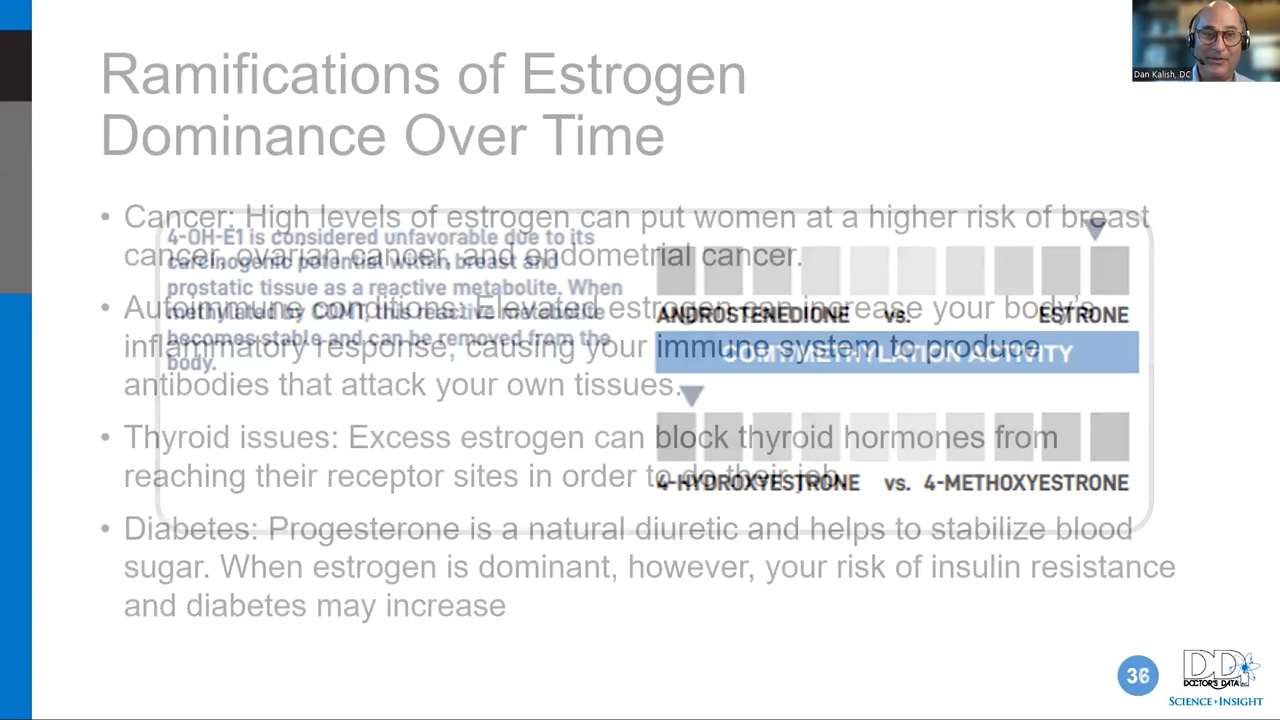 Dan Kalish, DC
Ramifications of Estrogen
Dominance Over Time
• Cancer: High levels of estrogen can put women at a higher risk of breast
cancer, ovarian cancer, and endometrial cancer.
• Autoimmune conditions: Elevated estrogen can increase your body's
inflammatory response, causing your immune system to produce
antibodies that attack your own tissues.
• Thyroid issues: Excess estrogen can block thyroid hormones from
reaching their receptor sites in order to do their job.
• Diabetes: Progesterone is a natural diuretic and helps to stabilize blood
sugar. When estrogen is dominant, however, your risk of insulin resistance
and diabetes may increase
4-OH-E1 is considered unfavorable due to its
carcinogenic potential within breast and
prostatic tissue as a reactive metabolite. When
methylated by COMT, this reactive metabolite
becomes stable and can be removed from the
body.
ANDROSTENEDIONE vs. ESTRONE
COMT/METHYLATION ACTIVITY
4-HYDROXYESTRONE vs. 4-METHOXYESTRONE
36
DOCTOR'S DATA
SCIENCE + INSIGHT